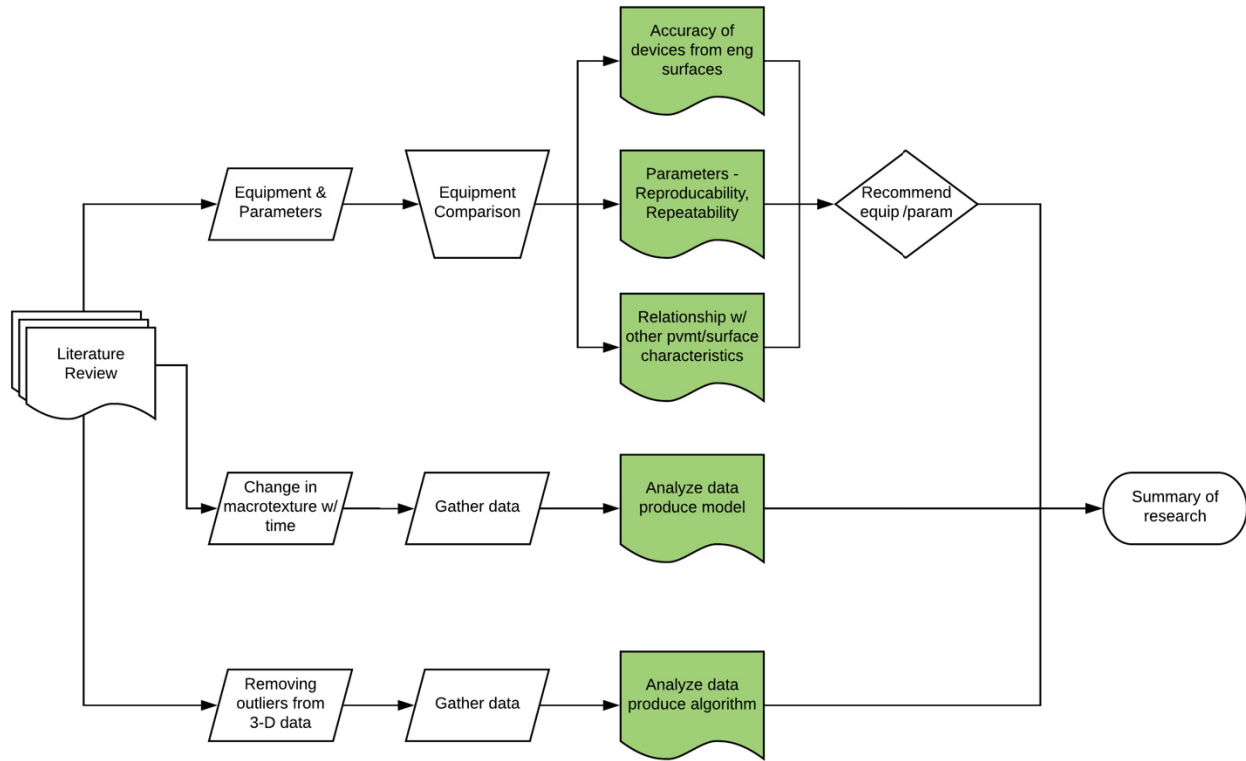 Accuracy of
devices from eng
surfaces
Equipment &
Parameters
Equipment
Comparison
Parameters -
Reproducability,
Repeatability
Recommend
equip /param
Relationship w/
other pvmt/surface
characteristics
Literature
Review
Change in
macrotexture w/
time
Gather data
Analyze data
produce model
Summary of
research
Removing
outliers from
3-D data
Gather data
Analyze data
produce algorithm